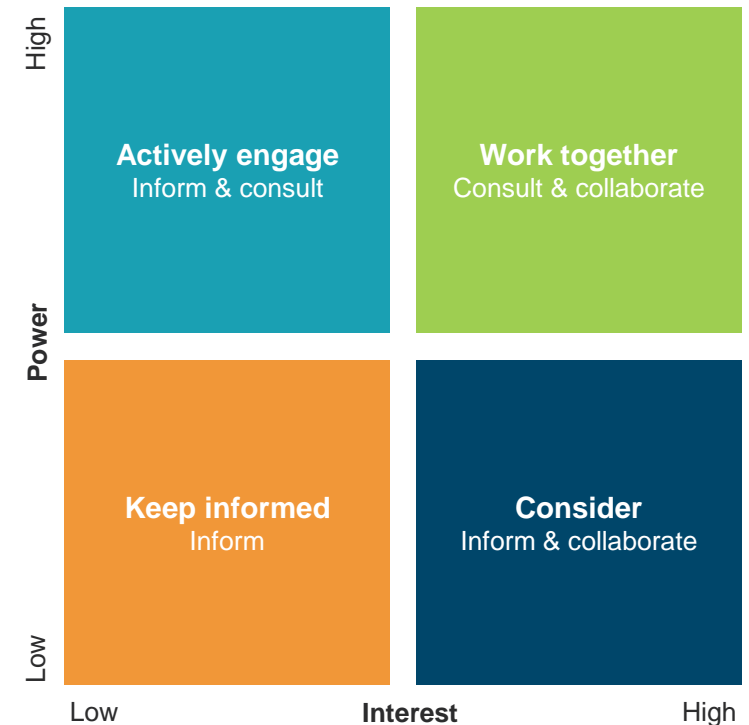 High
Actively engage
Inform & consult
Work together
Consult & collaborate
Power
Keep informed
Inform
Consider
Inform & collaborate
Low
Low
Interest
High